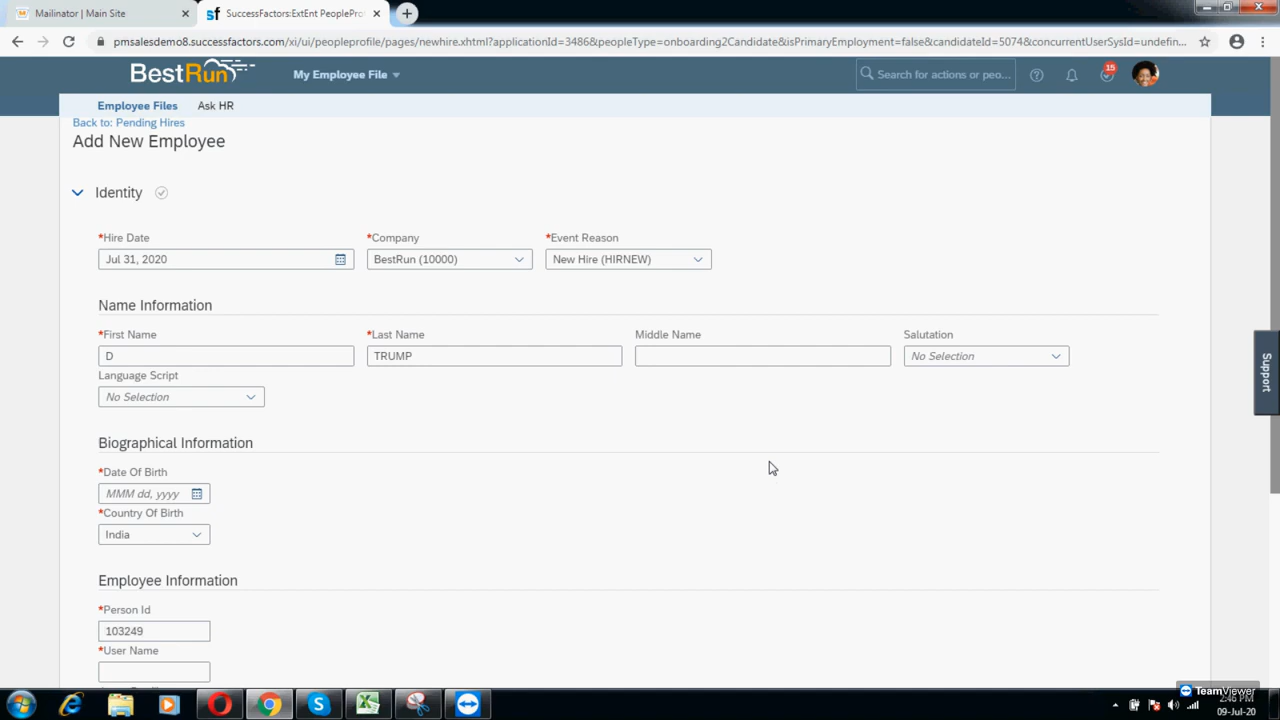 Mailinator | Main Site
sf SuccessFactors:ExtEnt PeoplePro
pmsalesdemo8.successfactors.com/xi/ui/peopleprofile/pages/newhire.xhtml?applicationId=3486&peopleType=onboarding2Candidate&isPrimaryEmployment=false&candidateId=5074&concurrentUserSysId=undefin...
BestRun
My Employee File
Search for actions or peo...
15
Employee Files
Ask HR
Back to: Pending Hires
Add New Employee
Identity
*Hire Date
*Company
*Event Reason
Jul 31, 2020
BestRun (10000)
New Hire (HIRNEW)
Name Information
*First Name
*Last Name
Middle Name
Salutation
D
TRUMP
No Selection
Language Script
No Selection
Support
Biographical Information
*Date Of Birth
MMM dd, yyyy
*Country Of Birth
India
Employee Information
*Person Id
103249
*User Name
TeamViewer
2:46 PM
09-Jul-20